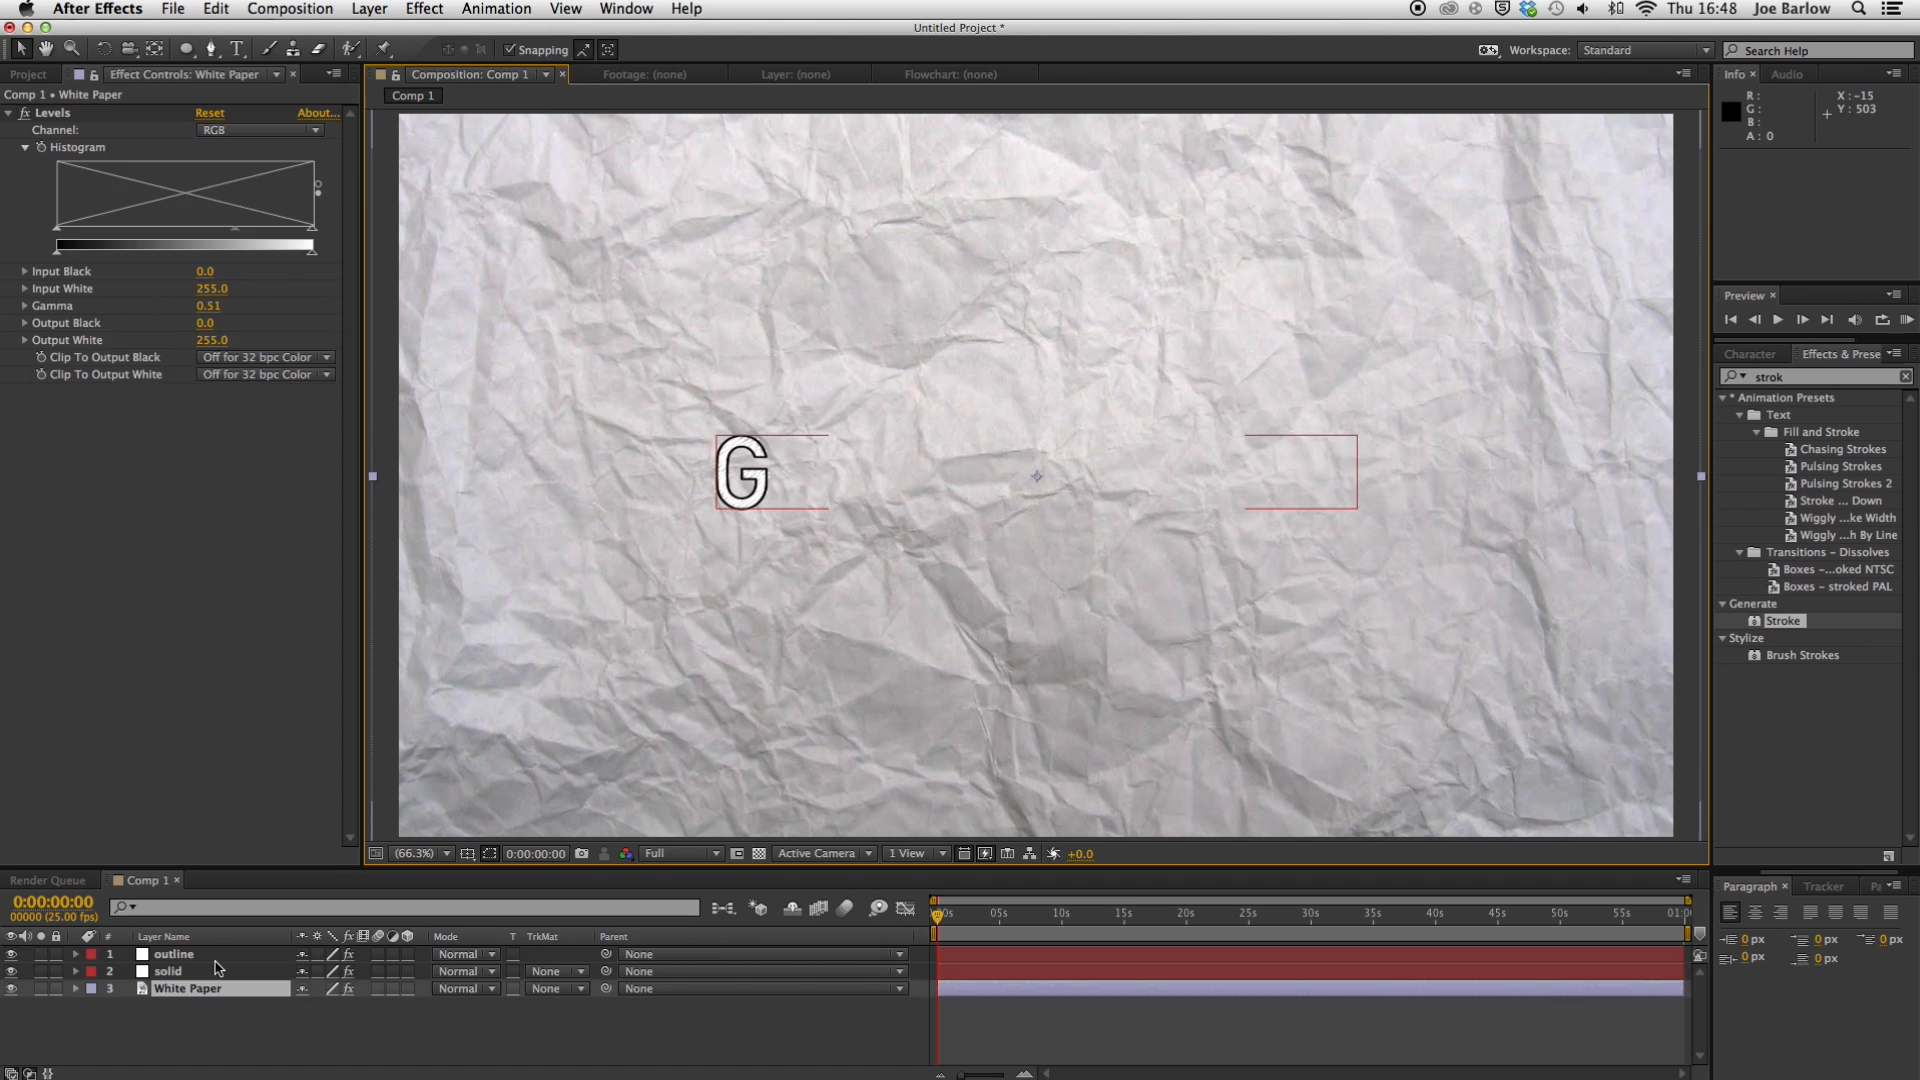 After Effects File Edit Composition Layer Effect Animation View Window Help Thu 16:48 Joe Barlow
Untitled Project *
T Snapping Workspace: Standard Search Help
Project Effect Controls: White Paper × Composition: Comp 1 × Footage: (none) Layer: (none) Flowchart: (none) Info × Audio
Comp 1 • White Paper
Comp 1
R: X : -15
G: Y : 503
B:
A : 0
fx Levels Reset About...
Channel: RGB
Histogram
Input Black 0.0
Input White 255.0
Gamma 0.51
Output Black 0.0
Output White 255.0
Clip To Output Black Off for 32 bpc Color
Clip To Output White Off for 32 bpc Color
G
Preview ×
Character Effects & Prese
strok
* Animation Presets
Text
Fill and Stroke
Chasing Strokes
Pulsing Strokes
Pulsing Strokes 2
Stroke ... Down
Wiggly ...ke Width
Wiggly ...h By Line
Transitions – Dissolves
Boxes –...oked NTSC
Boxes – stroked PAL
Generate
Stroke
Stylize
Brush Strokes
(66.3%) 0:00:00:00 Full Active Camera 1 View +0.0
Render Queue Comp 1 ×
0:00:00:00
00000 (25.00 fps)
# Layer Name fx Mode T TrkMat Parent
1 outline fx Normal None
2 solid fx Normal None None
3 White Paper fx Normal None None
05s 10s 15s 20s 25s 30s 35s 40s 45s 50s 55s
Paragraph × Tracker
0 px 0 px 0 px
0 px 0 px